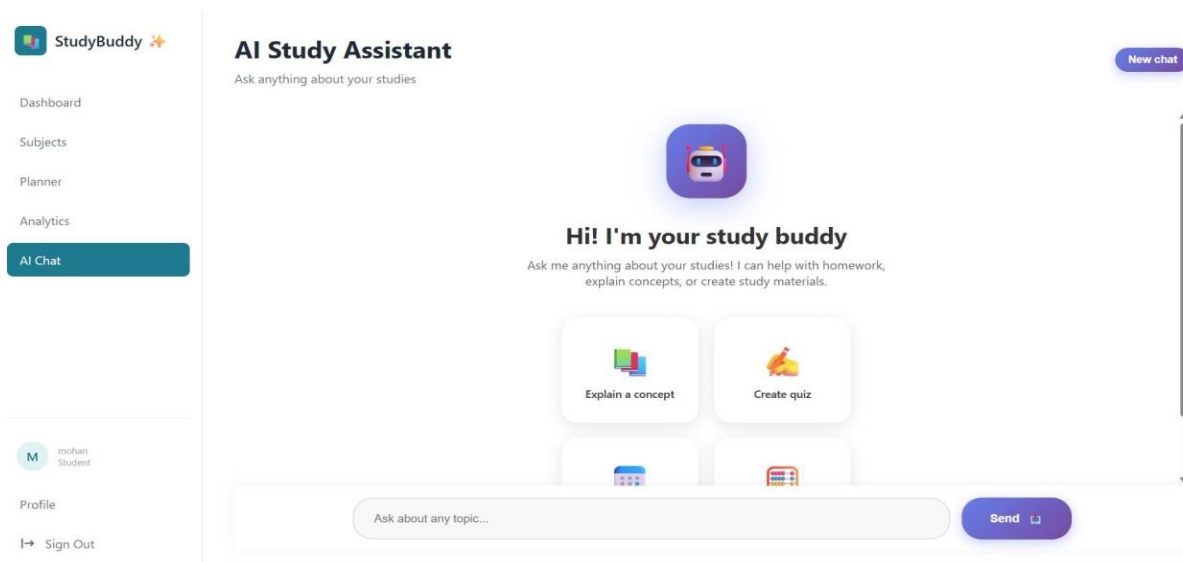 StudyBuddy
Dashboard
Subjects
Planner
Analytics
AI Chat
M
mohan
Student
Profile
Sign Out
AI Study Assistant
Ask anything about your studies
New chat
Hi! I'm your study buddy
Ask me anything about your studies! I can help with homework,
explain concepts, or create study materials.
Explain a concept
Create quiz
Ask about any topic...
Send